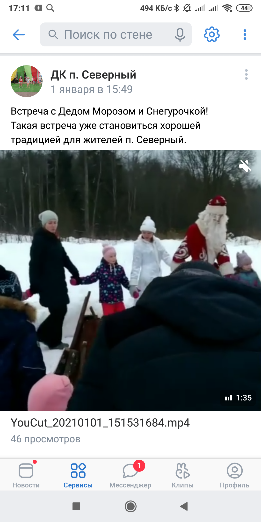 17:11
494 КБ/с
44
Поиск по стене
ДК п. Северный
1 января в 15:49
Встреча с Дедом Морозом и Снегурочкой!
Такая встреча уже становиться хорошей
традицией для жителей п. Северный.
1:35
YouCut_20210101_151531684.mp4
46 просмотров
1
Новости Сервисы Мессенджер Клипы Профиль